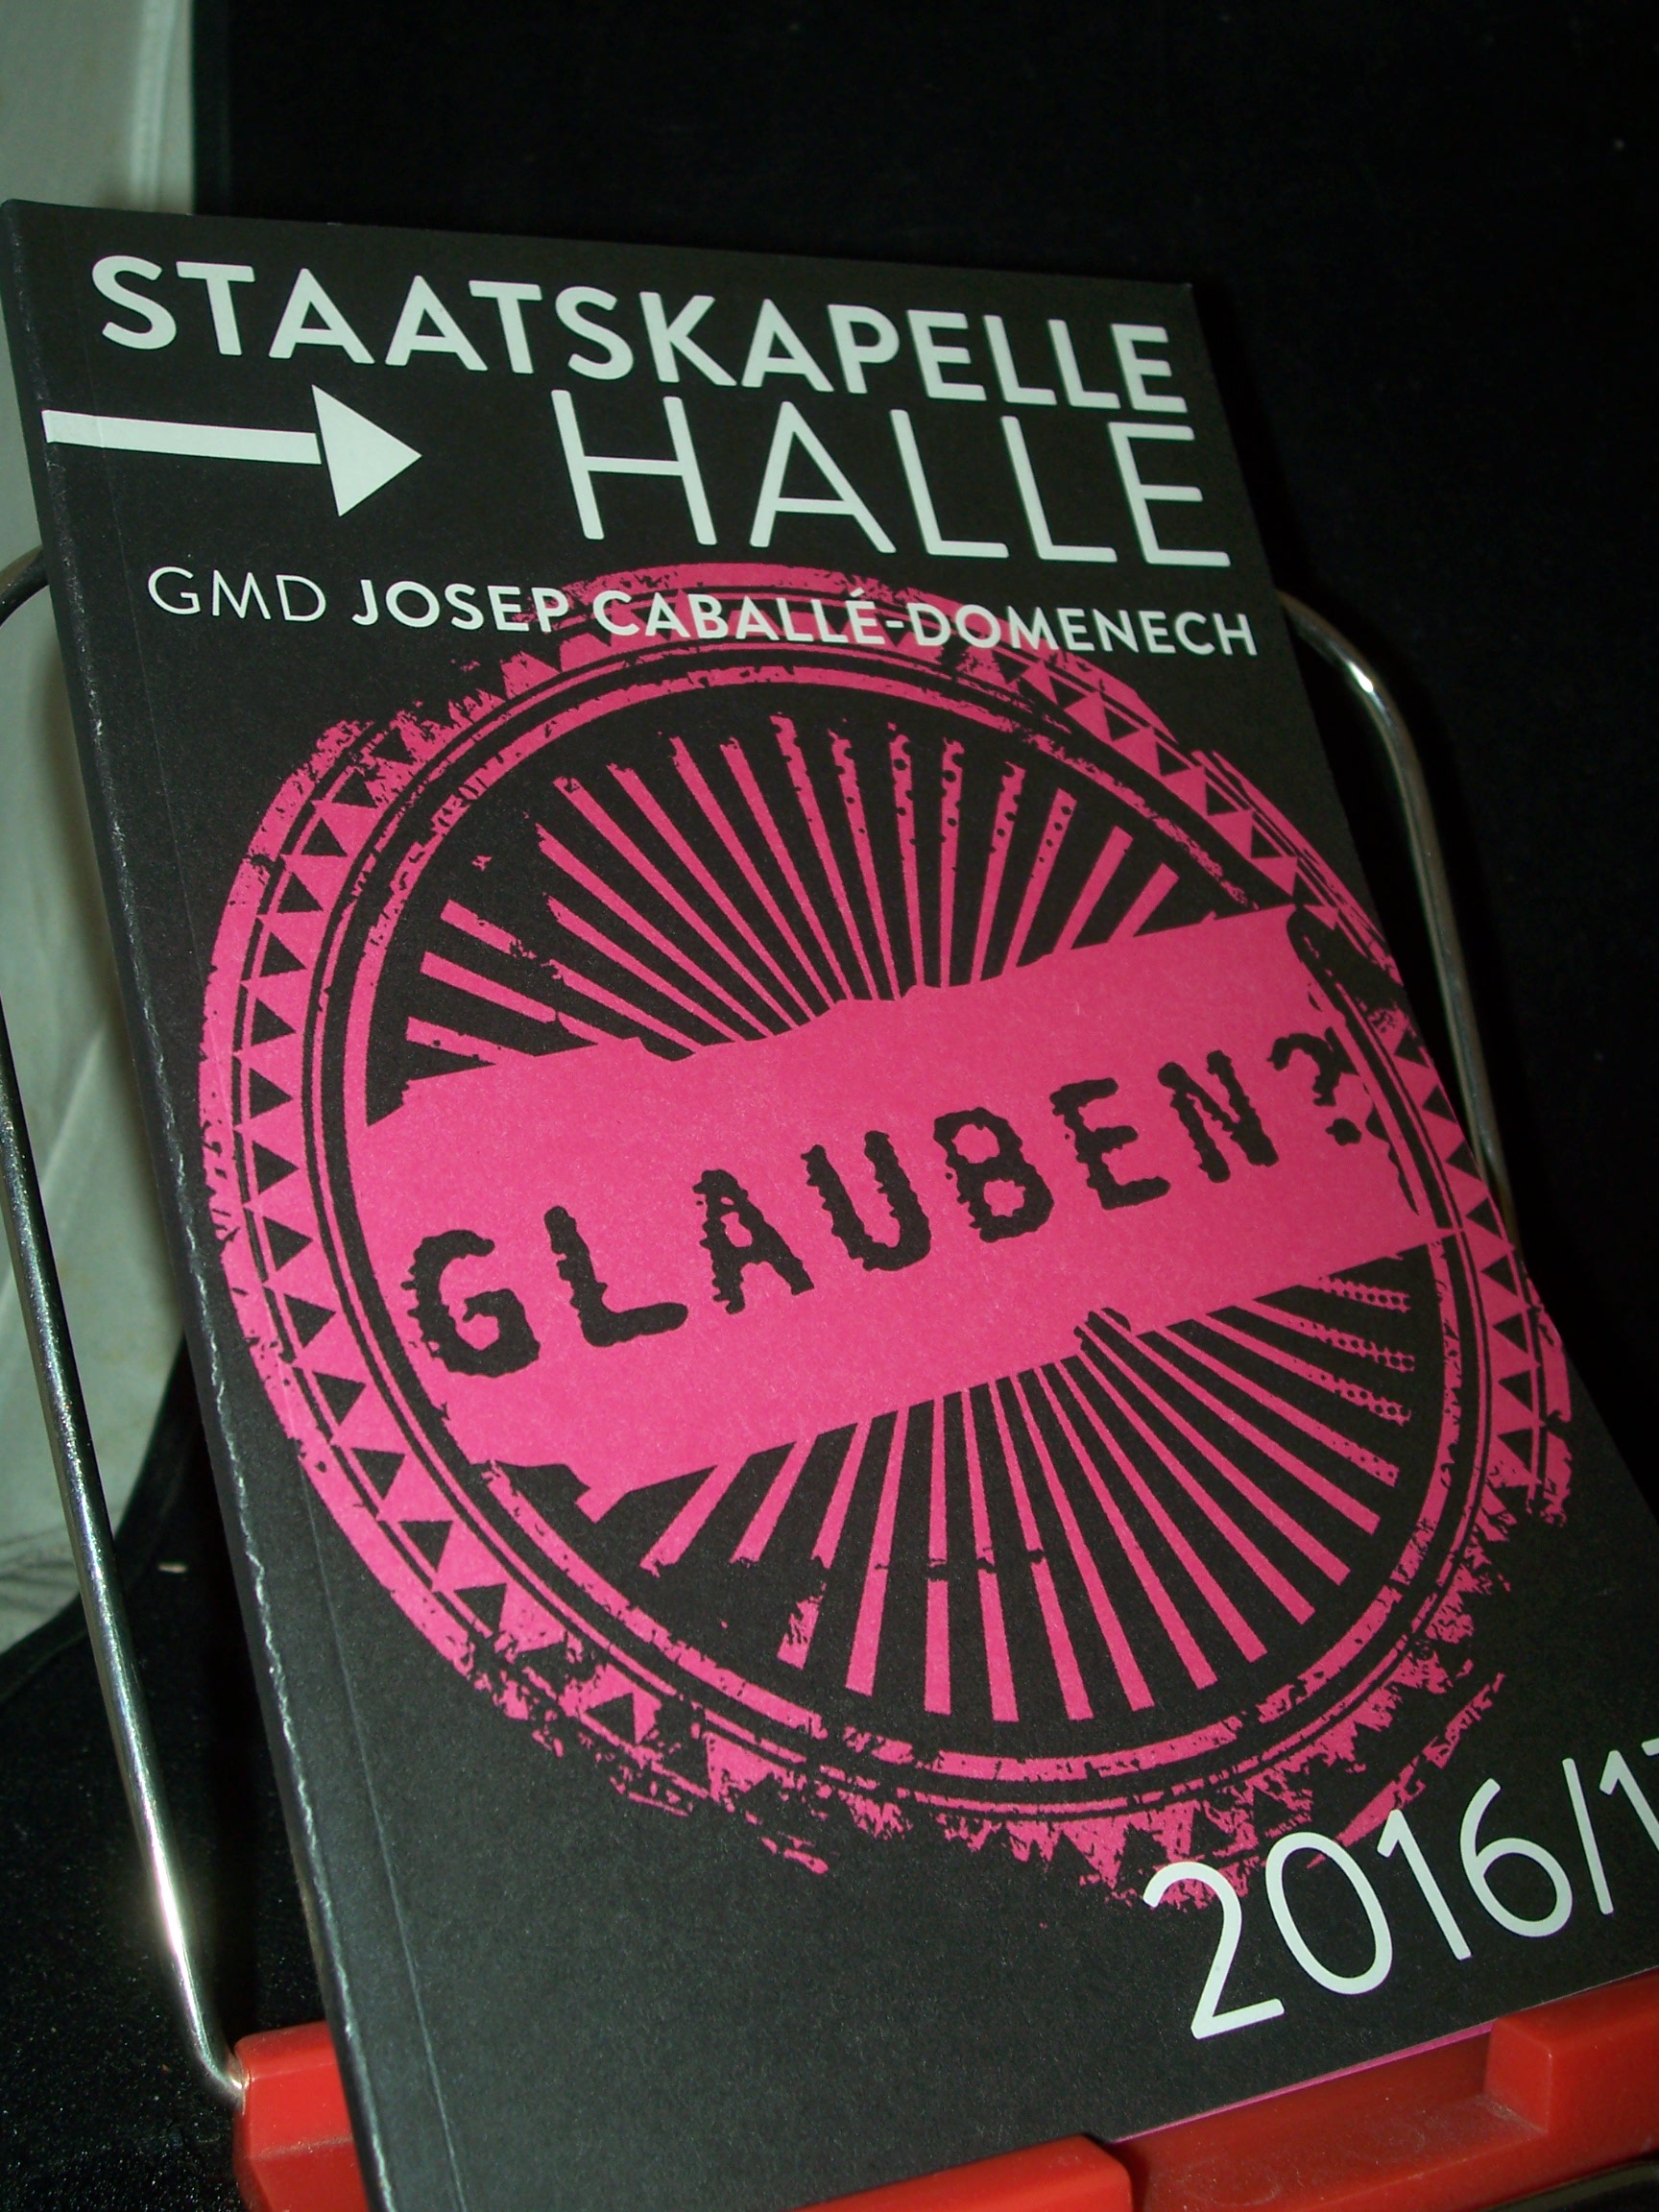 STAATSKAPELLE
HALLE
GMD JOSEP CABALLÉ-DOMENECH
GLAUBEN?
2016/17